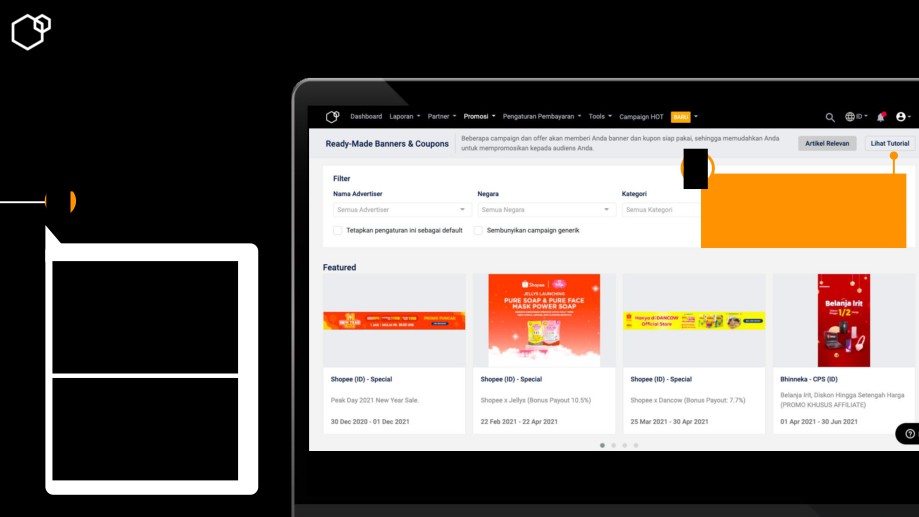 Dashboard Laporan Partner Promosi Pengaturan Pembayaran Tools Campaign HOT BARU ID
Ready-Made Banners & Coupons
Beberapa campaign dan offer akan memberi Anda banner dan kupon siap pakai, sehingga memudahkan Anda
untuk mempromosikan kepada audiens Anda.
Artikel Relevan
Lihat Tutorial
Filter
Nama Advertiser Negara Kategori
Semua Advertiser Semua Negara Semua Kategori
Tetapkan pengaturan ini sebagai default Sembunyikan campaign generik
Featured
Shopee
JELLYS LAUNCHING
PURE SOAP & PURE FACE
MASK POWER SOAP
Hanya di DANCOW
Official Store
Belanja Irit
1/2
Shopee (ID) - Special
Peak Day 2021 New Year Sale.
30 Dec 2020 - 01 Dec 2021
Shopee (ID) - Special
Shopee x Jellys (Bonus Payout 10.5%)
22 Feb 2021 - 22 Apr 2021
Shopee (ID) - Special
Shopee x Dancow (Bonus Payout: 7.7%)
25 Mar 2021 - 30 Apr 2021
Bhinneka - CPS (ID)
Belanja Irit, Diskon Hingga Setengah Harga
(PROMO KHUSUS AFFILIATE)
01 Apr 2021 - 30 Jun 2021